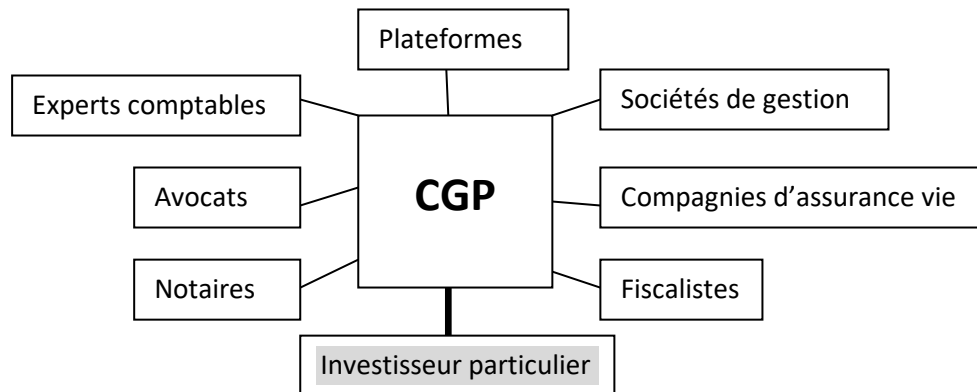 Plateformes
Experts comptables
Sociétés de gestion
Avocats
CGP
Compagnies d’assurance vie
Notaires
Fiscalistes
Investisseur particulier